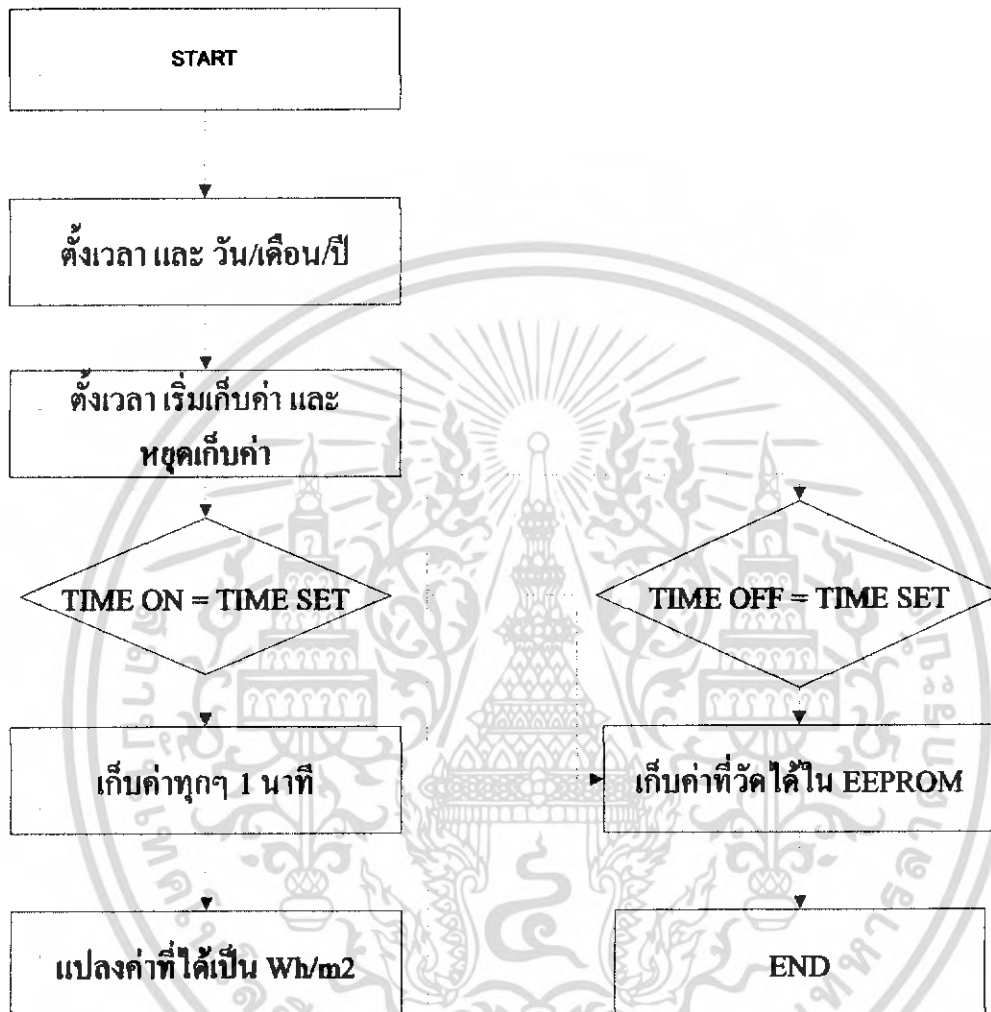 START
ตั้งเวลา และ วัน/เดือน/ปี
ตั้งเวลา เริ่มเก็บค่า และ
หยุดเก็บค่า
TIME ON = TIME SET
เก็บค่าทุกๆ 1 นาที
แปลงค่าที่ได้เป็น Wh/m2
TIME OFF = TIME SET
เก็บค่าที่วัดได้ใน EEPROM
END